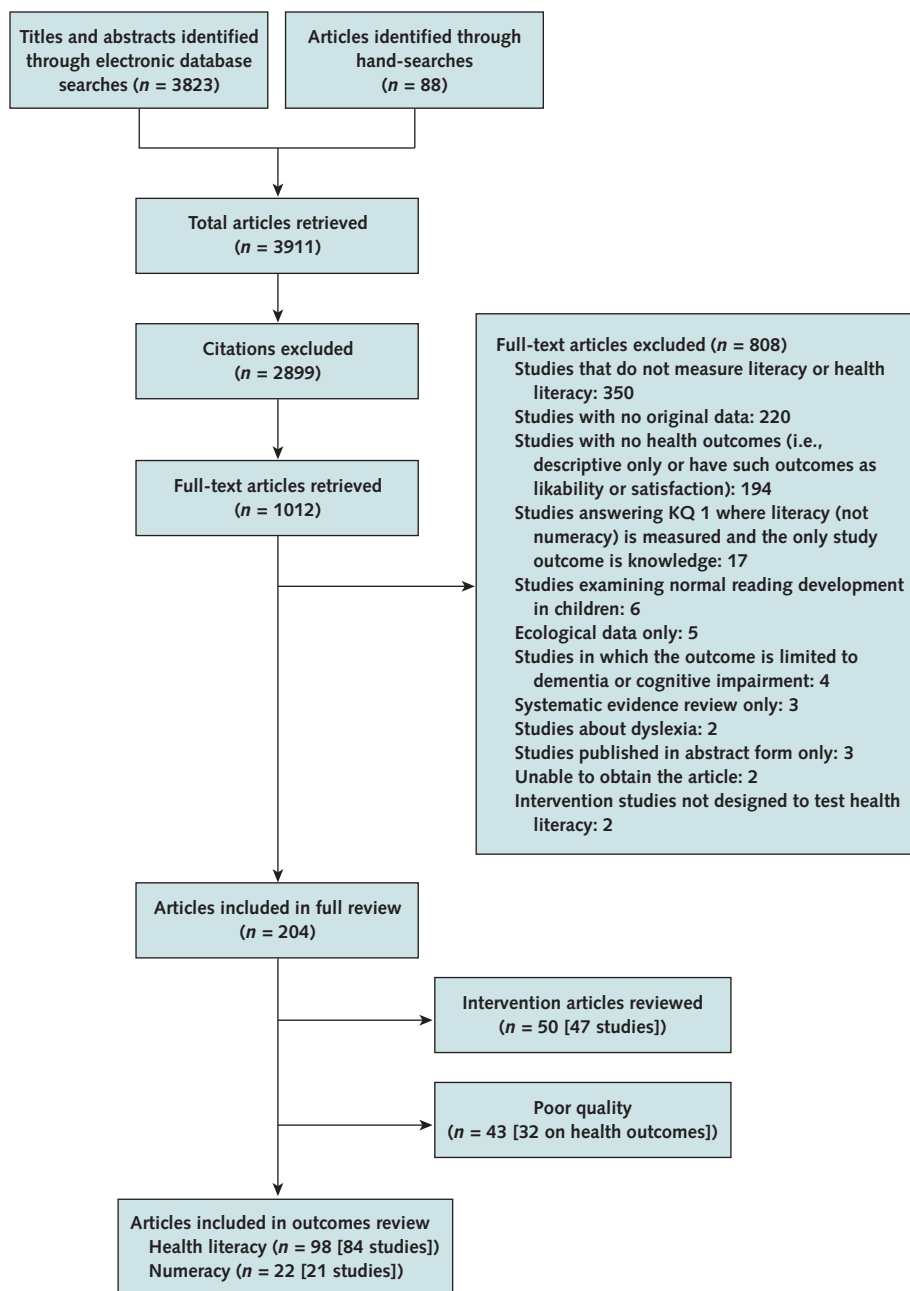 Titles and abstracts identified
through electronic database
searches (n = 3823)
Articles identified through
hand-searches
(n = 88)
Total articles retrieved
(n = 3911)
Citations excluded
(n = 2899)
Full-text articles retrieved
(n = 1012)
Full-text articles excluded (n = 808)
Studies that do not measure literacy or health
literacy: 350
Studies with no original data: 220
Studies with no health outcomes (i.e.,
descriptive only or have such outcomes as
likability or satisfaction): 194
Studies answering KQ 1 where literacy (not
numeracy) is measured and the only study
outcome is knowledge: 17
Studies examining normal reading development
in children: 6
Ecological data only: 5
Studies in which the outcome is limited to
dementia or cognitive impairment: 4
Systematic evidence review only: 3
Studies about dyslexia: 2
Studies published in abstract form only: 3
Unable to obtain the article: 2
Intervention studies not designed to test health
literacy: 2
Articles included in full review
(n = 204)
Intervention articles reviewed
(n = 50 [47 studies])
Poor quality
(n = 43 [32 on health outcomes])
Articles included in outcomes review
Health literacy (n = 98 [84 studies])
Numeracy (n = 22 [21 studies])